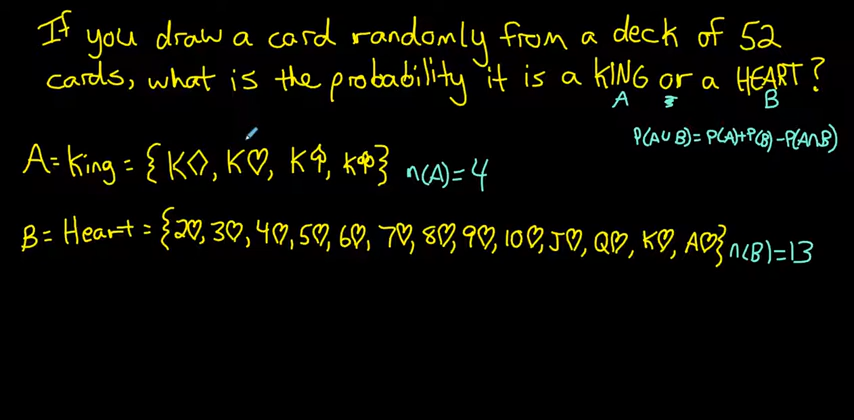 If you draw a card randomly from a deck of 52
cards, what is the probability it is a KING or a HEART?
A B
P(A∪B)=P(A)+P(B)-P(A∩B)
A=King={K♢, K♡, K♤, K♧} n(A)=4
B=Heart={2♡, 3♡, 4♡, 5♡, 6♡, 7♡, 8♡, 9♡, 10♡, J♡, Q♡, K♡, A♡} n(B)=13